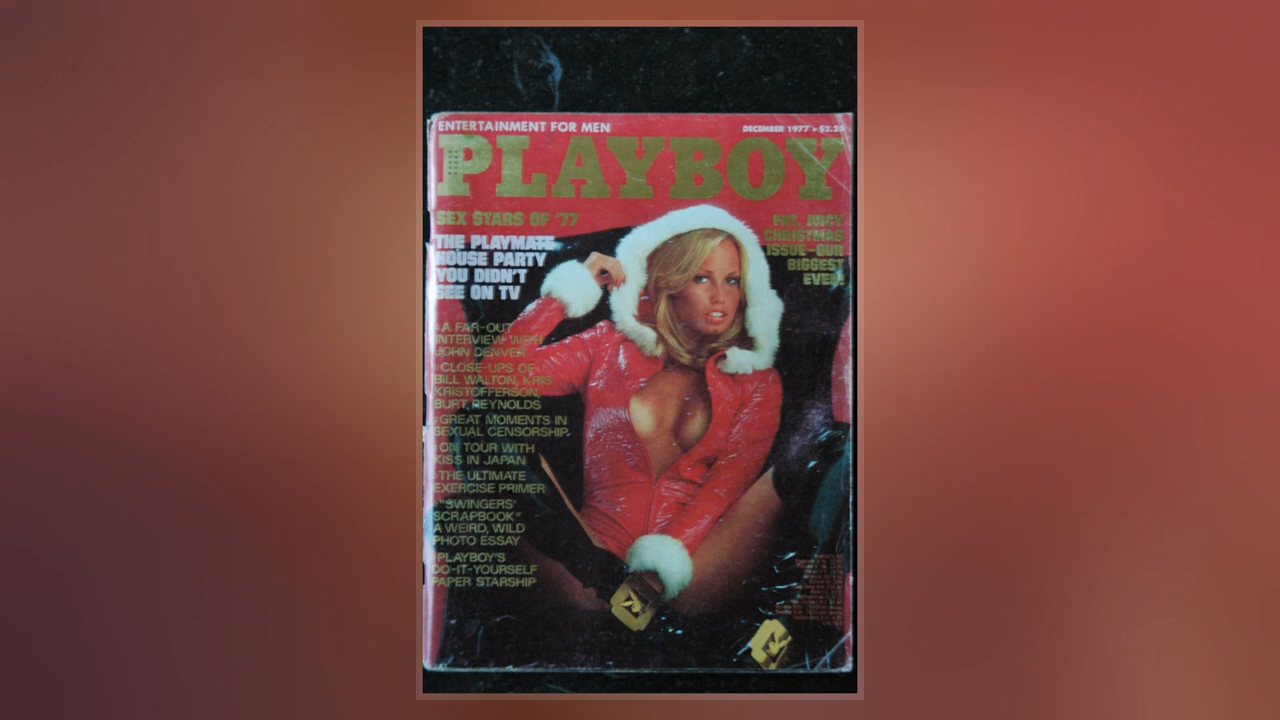 ENTERTAINMENT FOR MEN
DECEMBER 1977 • $2.25
PLAYBOY
SEX STARS OF '77
THE PLAYMATE
HOUSE PARTY
YOU DIDN'T
SEE ON TV
FAT, JUICY
CHRISTMAS
ISSUE–OUR
BIGGEST
EVER!
A FAR-OUT
INTERVIEW WITH
JOHN DENVER
CLOSE-UPS OF
BILL WALTON, KRIS
KRISTOFFERSON,
BURT REYNOLDS
GREAT MOMENTS IN
SEXUAL CENSORSHIP
ON TOUR WITH
KISS IN JAPAN
THE ULTIMATE
EXERCISE PRIMER
"SWINGERS'
SCRAPBOOK"
A WEIRD, WILD
PHOTO ESSAY
PLAYBOY'S
DO-IT-YOURSELF
PAPER STARSHIP